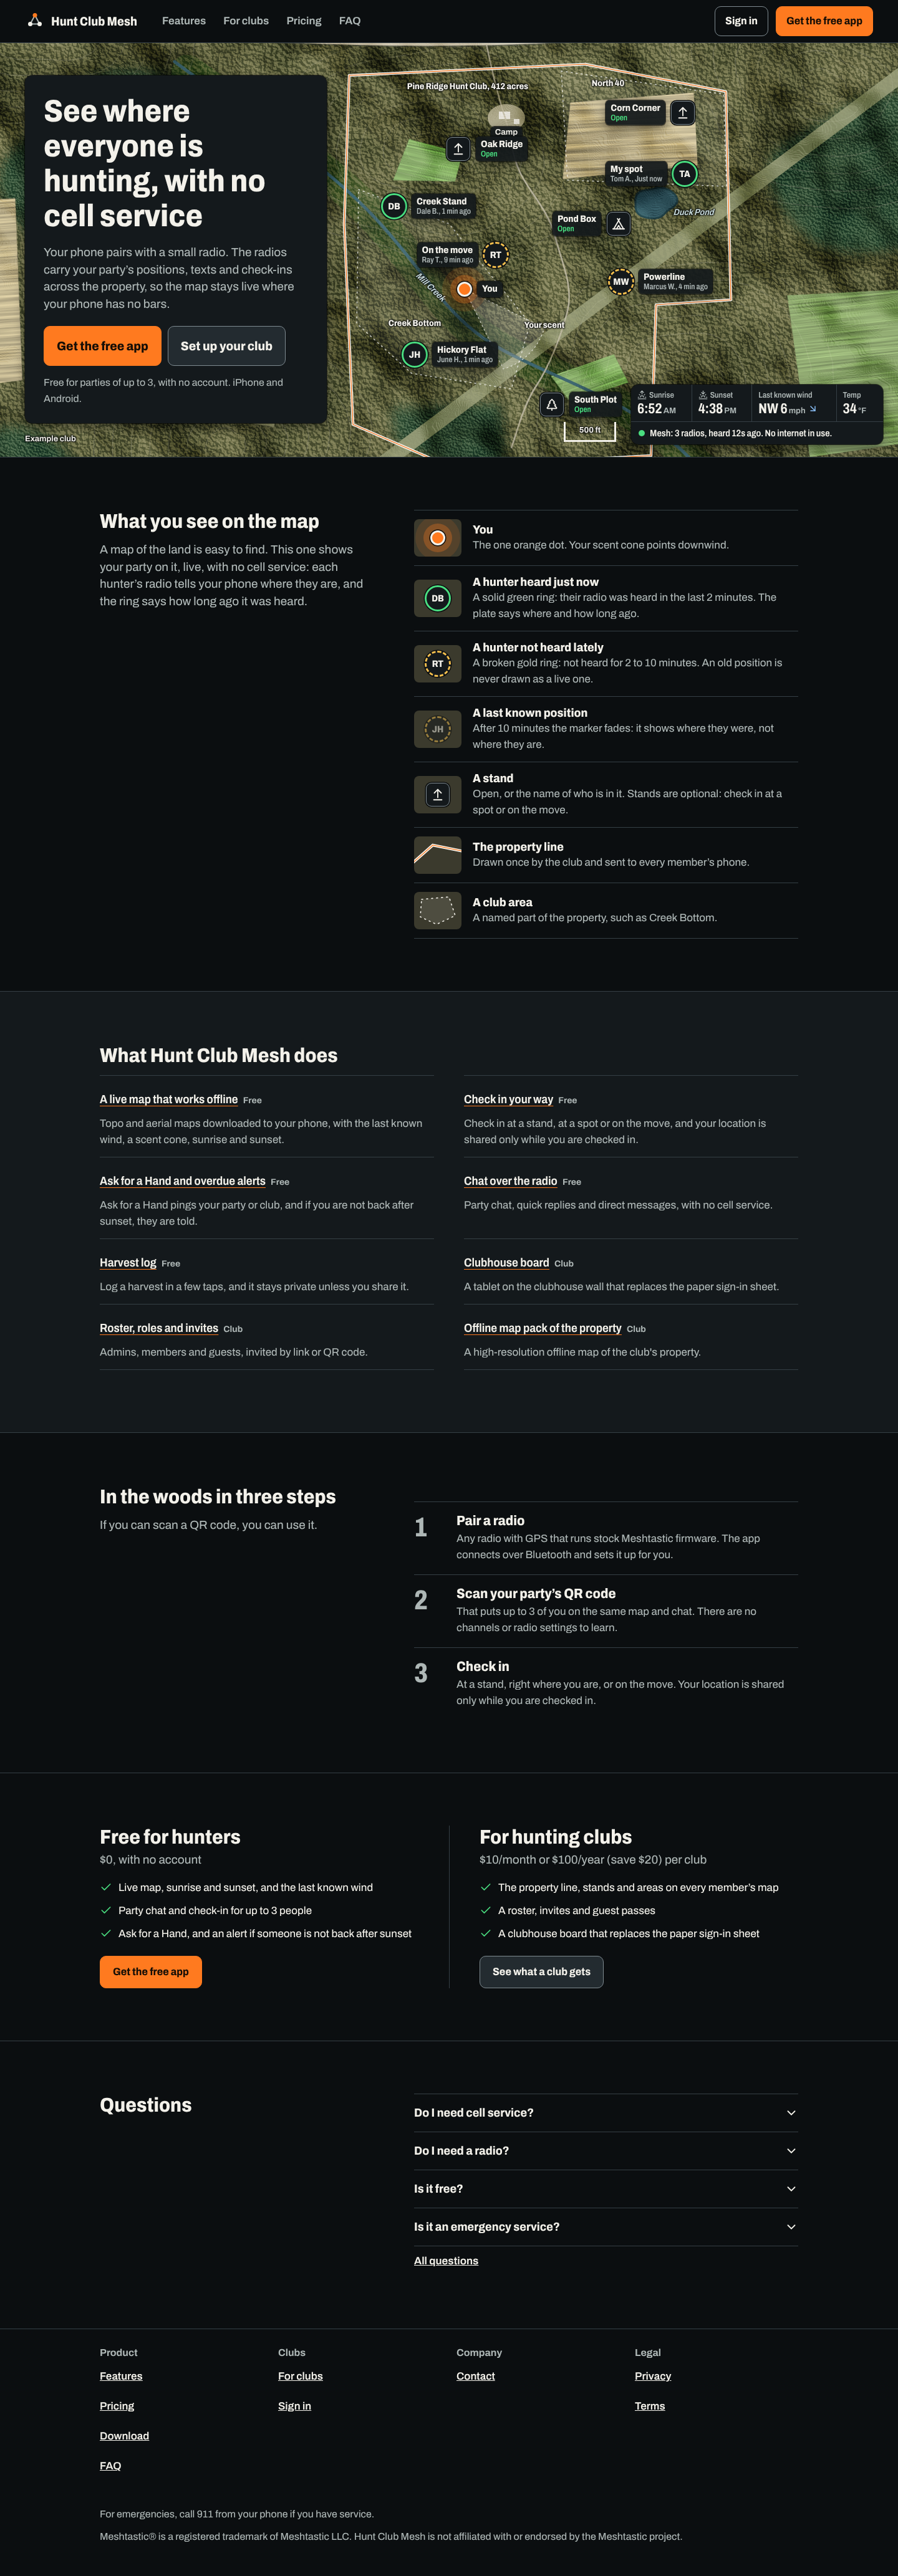 Hunt Club Mesh
Features
For clubs
Pricing
FAQ
Sign in
Get the free app
See where
everyone is
hunting, with no
cell service
Your phone pairs with a small radio. The radios
carry your party's positions, texts and check-ins
across the property, so the map stays live where
your phone has no bars.
Get the free app
Set up your club
Free for parties of up to 3, with no account. iPhone and
Android.
Example club
Pine Ridge Hunt Club, 412 acres
North 40
Corn Corner
Open
Camp
Oak Ridge
Open
My spot
Tom A., Just now
TA
DB
Creek Stand
Dale B., 1 min ago
Duck Pond
Pond Box
Open
On the move
Ray T., 9 min ago
RT
Mill Creek
You
MW
Powerline
Marcus W., 4 min ago
Creek Bottom
Your scent
JH
Hickory Flat
June H., 1 min ago
South Plot
Open
500 ft
Sunrise
6:52 AM
Sunset
4:38 PM
Last known wind
NW 6 mph
Temp
34 °F
Mesh: 3 radios, heard 12s ago. No internet in use.
What you see on the map
A map of the land is easy to find. This one shows
your party on it, live, with no cell service: each
hunter's radio tells your phone where they are, and
the ring says how long ago it was heard.
You
The one orange dot. Your scent cone points downwind.
DB
A hunter heard just now
A solid green ring: their radio was heard in the last 2 minutes. The
plate says where and how long ago.
RT
A hunter not heard lately
A broken gold ring: not heard for 2 to 10 minutes. An old position is
never drawn as a live one.
JH
A last known position
After 10 minutes the marker fades: it shows where they were, not
where they are.
A stand
Open, or the name of who is in it. Stands are optional: check in at a
spot or on the move.
The property line
Drawn once by the club and sent to every member's phone.
A club area
A named part of the property, such as Creek Bottom.
What Hunt Club Mesh does
A live map that works offline Free
Topo and aerial maps downloaded to your phone, with the last known
wind, a scent cone, sunrise and sunset.
Check in your way Free
Check in at a stand, at a spot or on the move, and your location is
shared only while you are checked in.
Ask for a Hand and overdue alerts Free
Ask for a Hand pings your party or club, and if you are not back after
sunset, they are told.
Chat over the radio Free
Party chat, quick replies and direct messages, with no cell service.
Harvest log Free
Log a harvest in a few taps, and it stays private unless you share it.
Clubhouse board Club
A tablet on the clubhouse wall that replaces the paper sign-in sheet.
Roster, roles and invites Club
Admins, members and guests, invited by link or QR code.
Offline map pack of the property Club
A high-resolution offline map of the club's property.
In the woods in three steps
If you can scan a QR code, you can use it.
1
Pair a radio
Any radio with GPS that runs stock Meshtastic firmware. The app
connects over Bluetooth and sets it up for you.
2
Scan your party's QR code
That puts up to 3 of you on the same map and chat. There are no
channels or radio settings to learn.
3
Check in
At a stand, right where you are, or on the move. Your location is shared
only while you are checked in.
Free for hunters
$0, with no account
Live map, sunrise and sunset, and the last known wind
Party chat and check-in for up to 3 people
Ask for a Hand, and an alert if someone is not back after sunset
Get the free app
For hunting clubs
$10/month or $100/year (save $20) per club
The property line, stands and areas on every member's map
A roster, invites and guest passes
A clubhouse board that replaces the paper sign-in sheet
See what a club gets
Questions
Do I need cell service?
Do I need a radio?
Is it free?
Is it an emergency service?
All questions
Product
Features
Pricing
Download
FAQ
Clubs
For clubs
Sign in
Company
Contact
Legal
Privacy
Terms
For emergencies, call 911 from your phone if you have service.
Meshtastic® is a registered trademark of Meshtastic LLC. Hunt Club Mesh is not affiliated with or endorsed by the Meshtastic project.